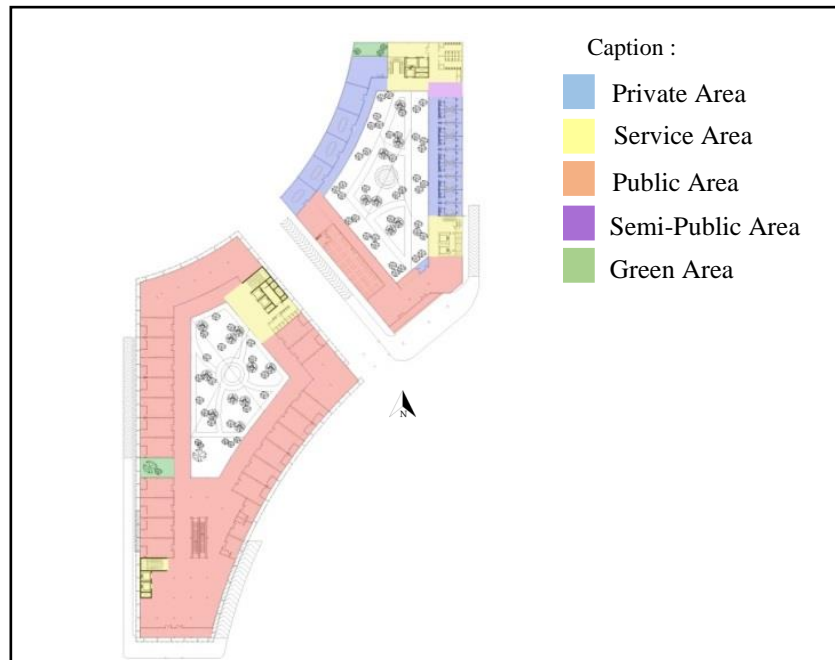 Caption :
Private Area
Service Area
Public Area
Semi-Public Area
Green Area
N